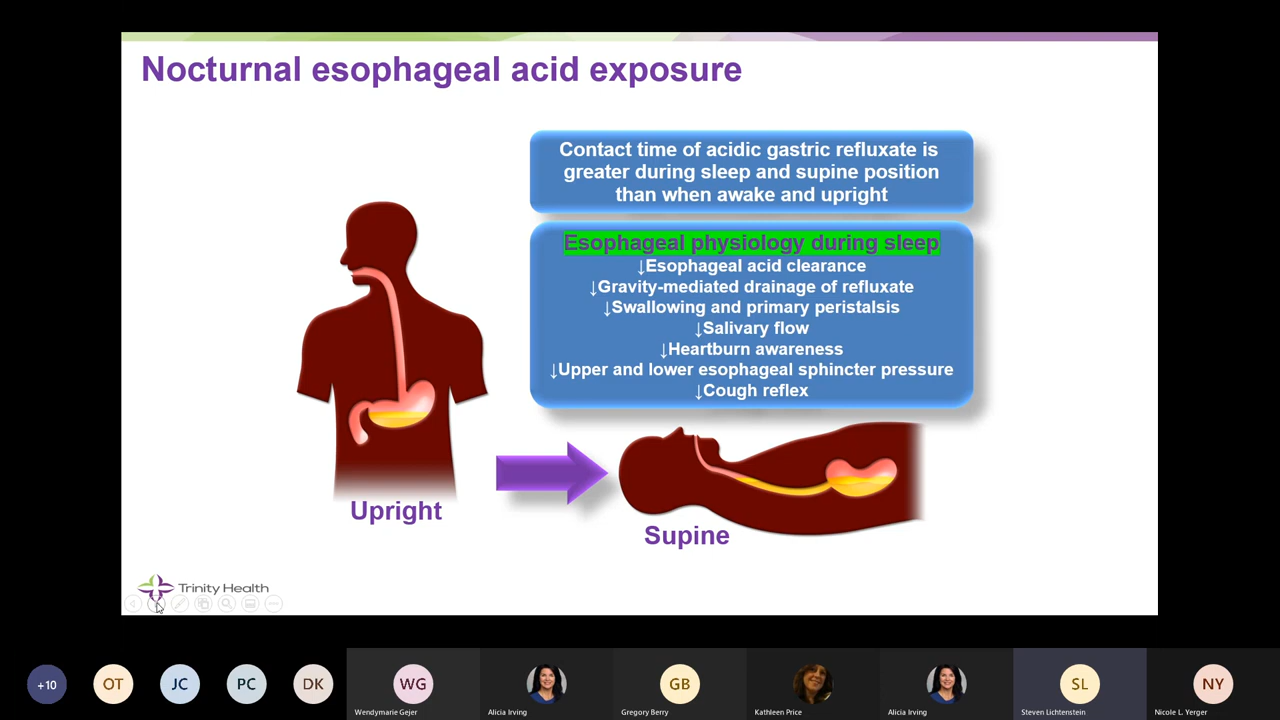 Nocturnal esophageal acid exposure
Contact time of acidic gastric refluxate is
greater during sleep and supine position
than when awake and upright
Esophageal physiology during sleep
↓Esophageal acid clearance
↓Gravity-mediated drainage of refluxate
↓Swallowing and primary peristalsis
↓Salivary flow
↓Heartburn awareness
↓Upper and lower esophageal sphincter pressure
↓Cough reflex
Upright
Supine
Trinity Health
+10
OT
JC
PC
DK
WG
Wendymarie Gejer
Alicia Irving
GB
Gregory Berry
Kathleen Price
Alicia Irving
SL
Steven Lichtenstein
NY
Nicole L. Yerger